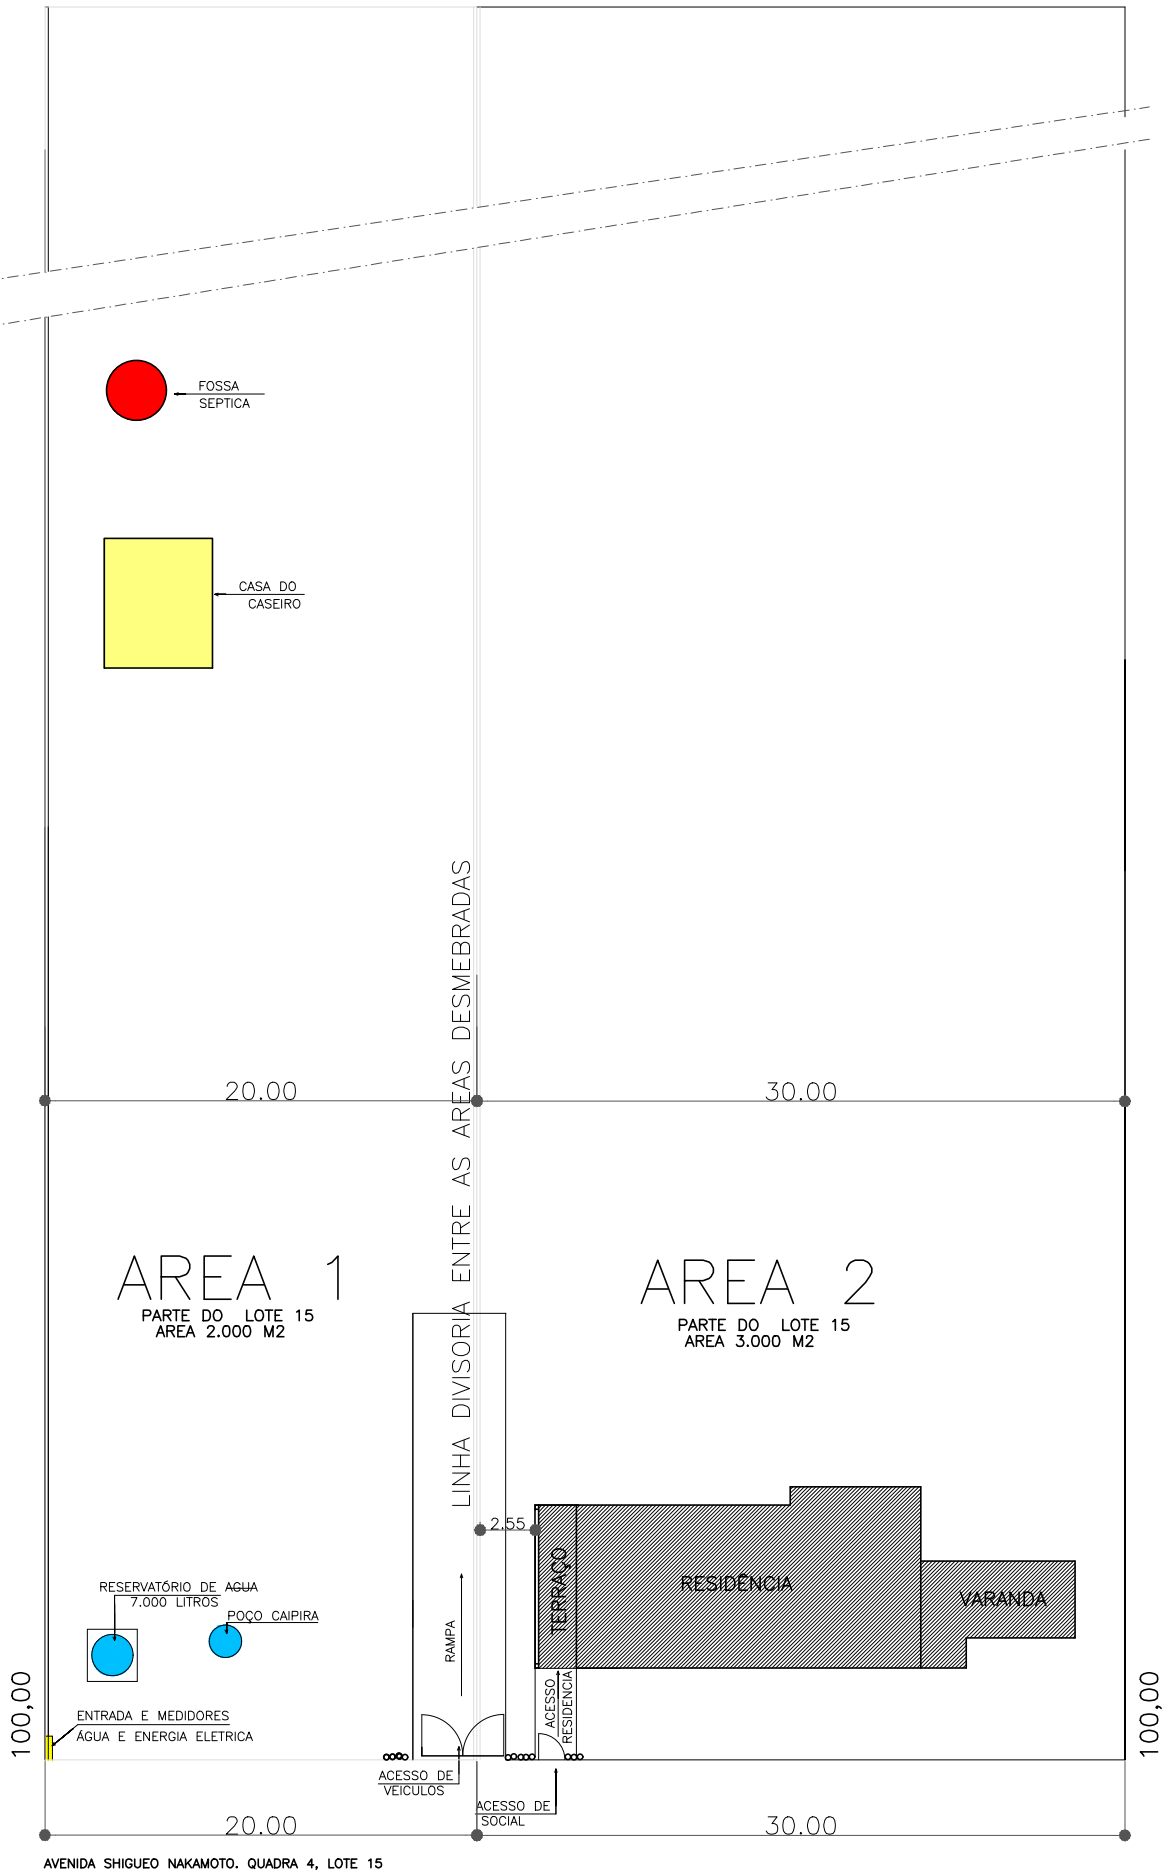 FOSSA
SEPTICA
CASA DO
CASEIRO
LINHA DIVISORIA ENTRE AS AREAS DESMEBRADAS
20.00
30.00
AREA 1
PARTE DO LOTE 15
AREA 2.000 M2
AREA 2
PARTE DO LOTE 15
AREA 3.000 M2
2.55
TERRAÇO
RESIDÊNCIA
VARANDA
RESERVATÓRIO DE AGUA
7.000 LITROS
POÇO CAIPIRA
RAMPA
ACESSO
RESIDENCIA
100,00
100,00
ENTRADA E MEDIDORES
ÁGUA E ENERGIA ELETRICA
ACESSO DE
VEICULOS
ACESSO DE
SOCIAL
20.00
30.00
AVENIDA SHIGUEO NAKAMOTO. QUADRA 4, LOTE 15